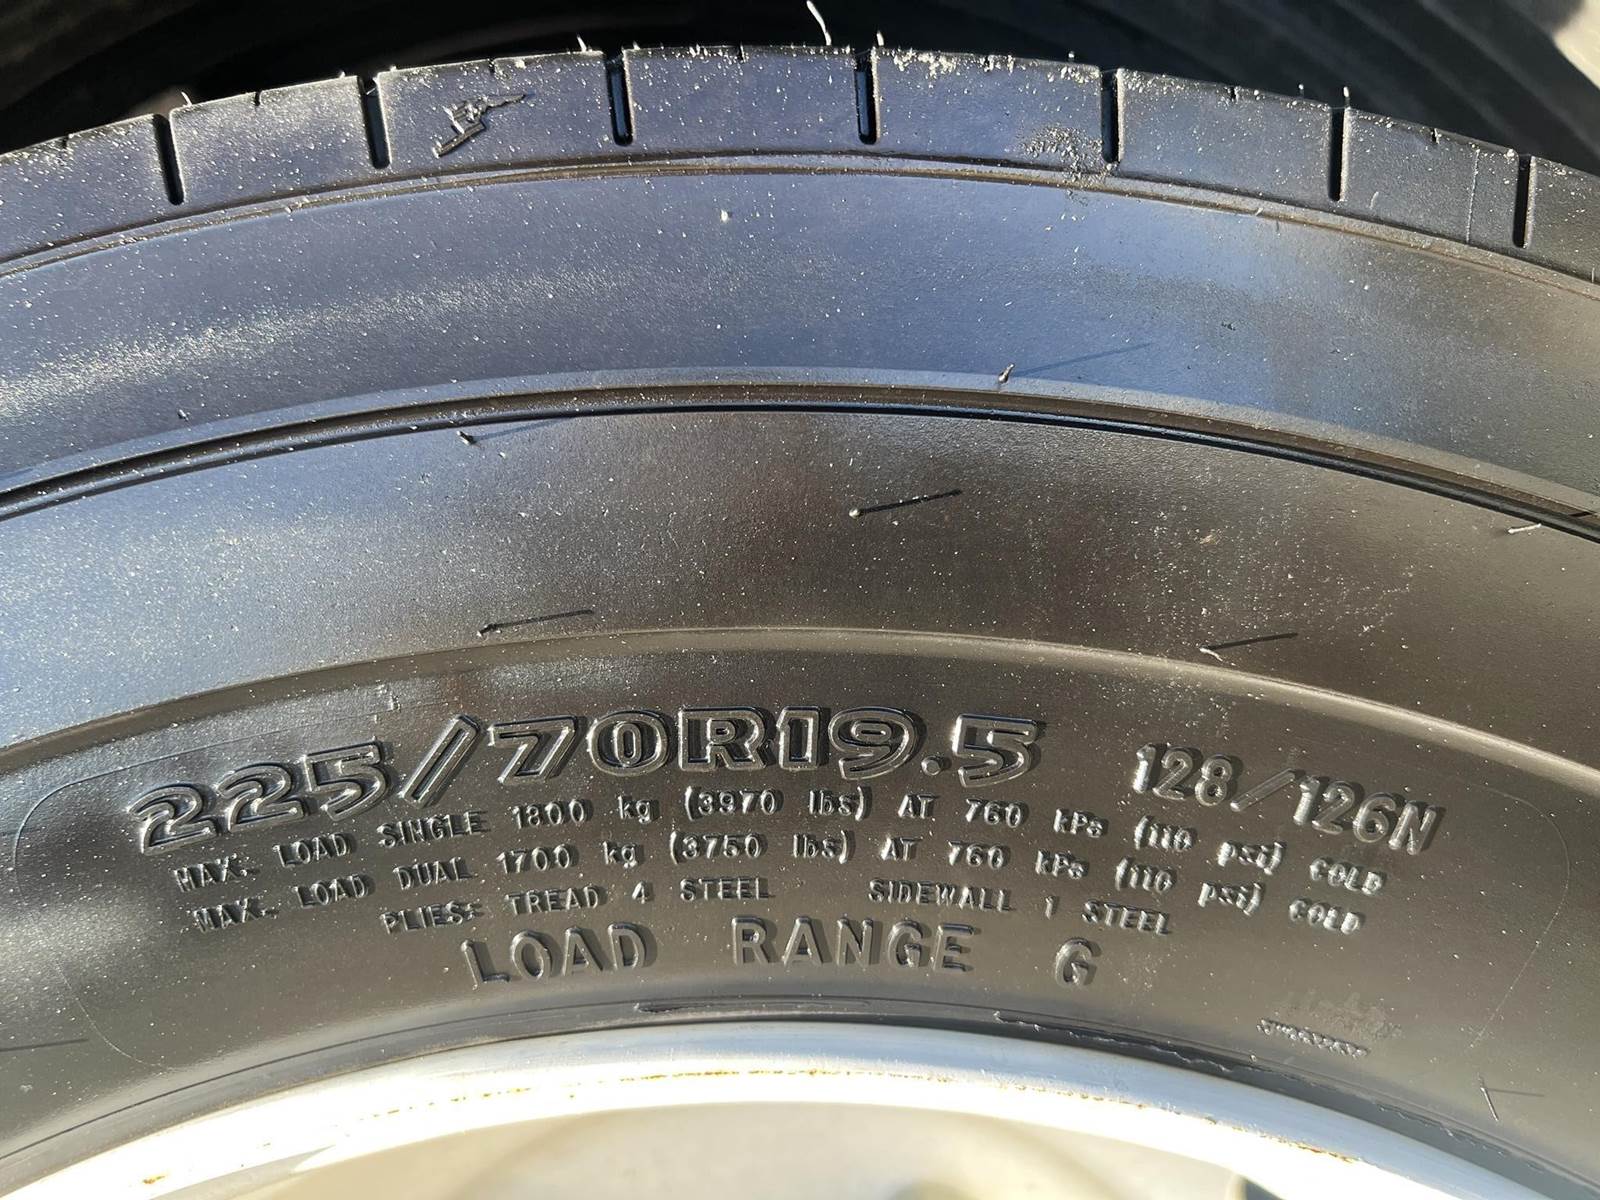 225/70R19.5 128/126N
MAX. LOAD SINGLE 1800 kg (3970 lbs) AT 760 kPa (110 psi) COLD
MAX. LOAD DUAL 1700 kg (3750 lbs) AT 760 kPa (110 psi) COLD
PLIES: TREAD 4 STEEL SIDEWALL 1 STEEL
LOAD RANGE G